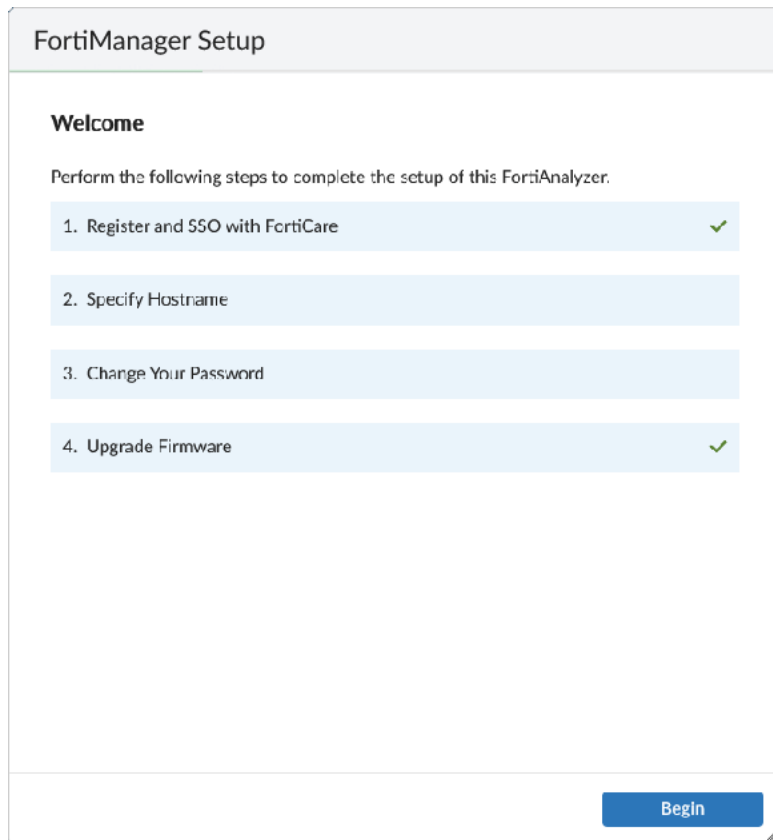 FortiManager Setup
Welcome
Perform the following steps to complete the setup of this FortiAnalyzer.
1. Register and SSO with FortiCare
2. Specify Hostname
3. Change Your Password
4. Upgrade Firmware
Begin